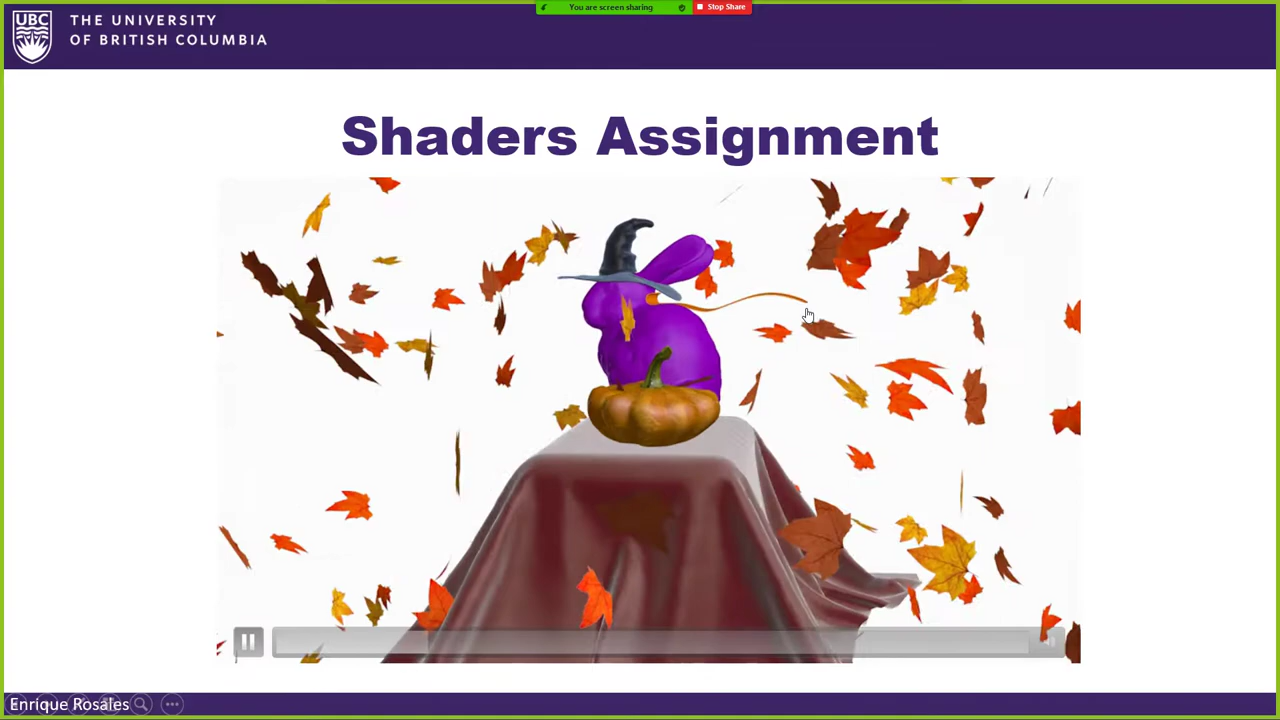 You are screen sharing
Stop Share
UBC
THE UNIVERSITY
OF BRITISH COLUMBIA
Shaders Assignment
Enrique Rosales